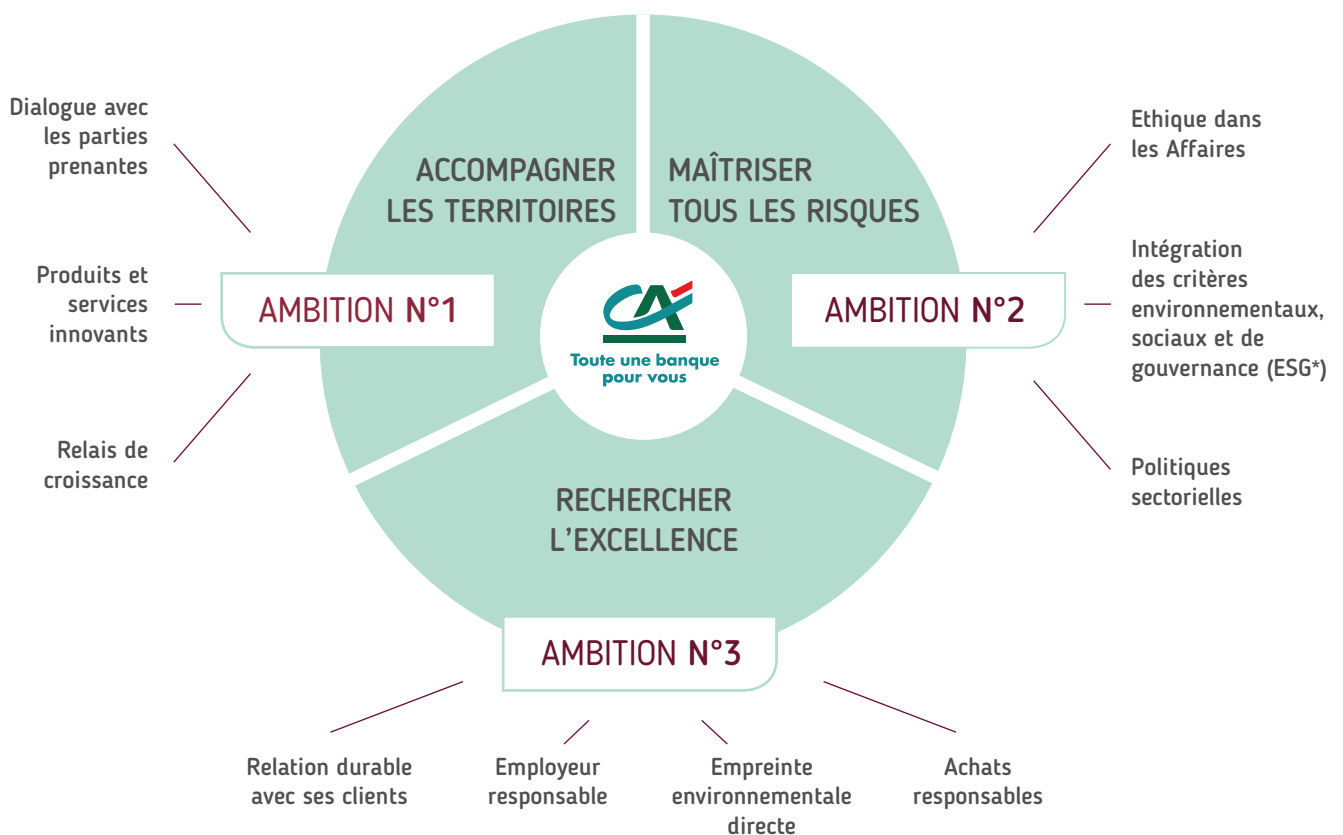 Dialogue avec
les parties
prenantes
Produits et
services
innovants
Relais de
croissance
ACCOMPAGNER
LES TERRITOIRES
AMBITION N°1
MAÎTRISER
TOUS LES RISQUES
AMBITION N°2
Ethique dans
les Affaires
Intégration
des critères
environnementaux,
sociaux et de
gouvernance (ESG*)
Politiques
sectorielles
CA
Toute une banque
pour vous
RECHERCHER
L'EXCELLENCE
AMBITION N°3
Relation durable
avec ses clients
Employeur
responsable
Empreinte
environnementale
directe
Achats
responsables